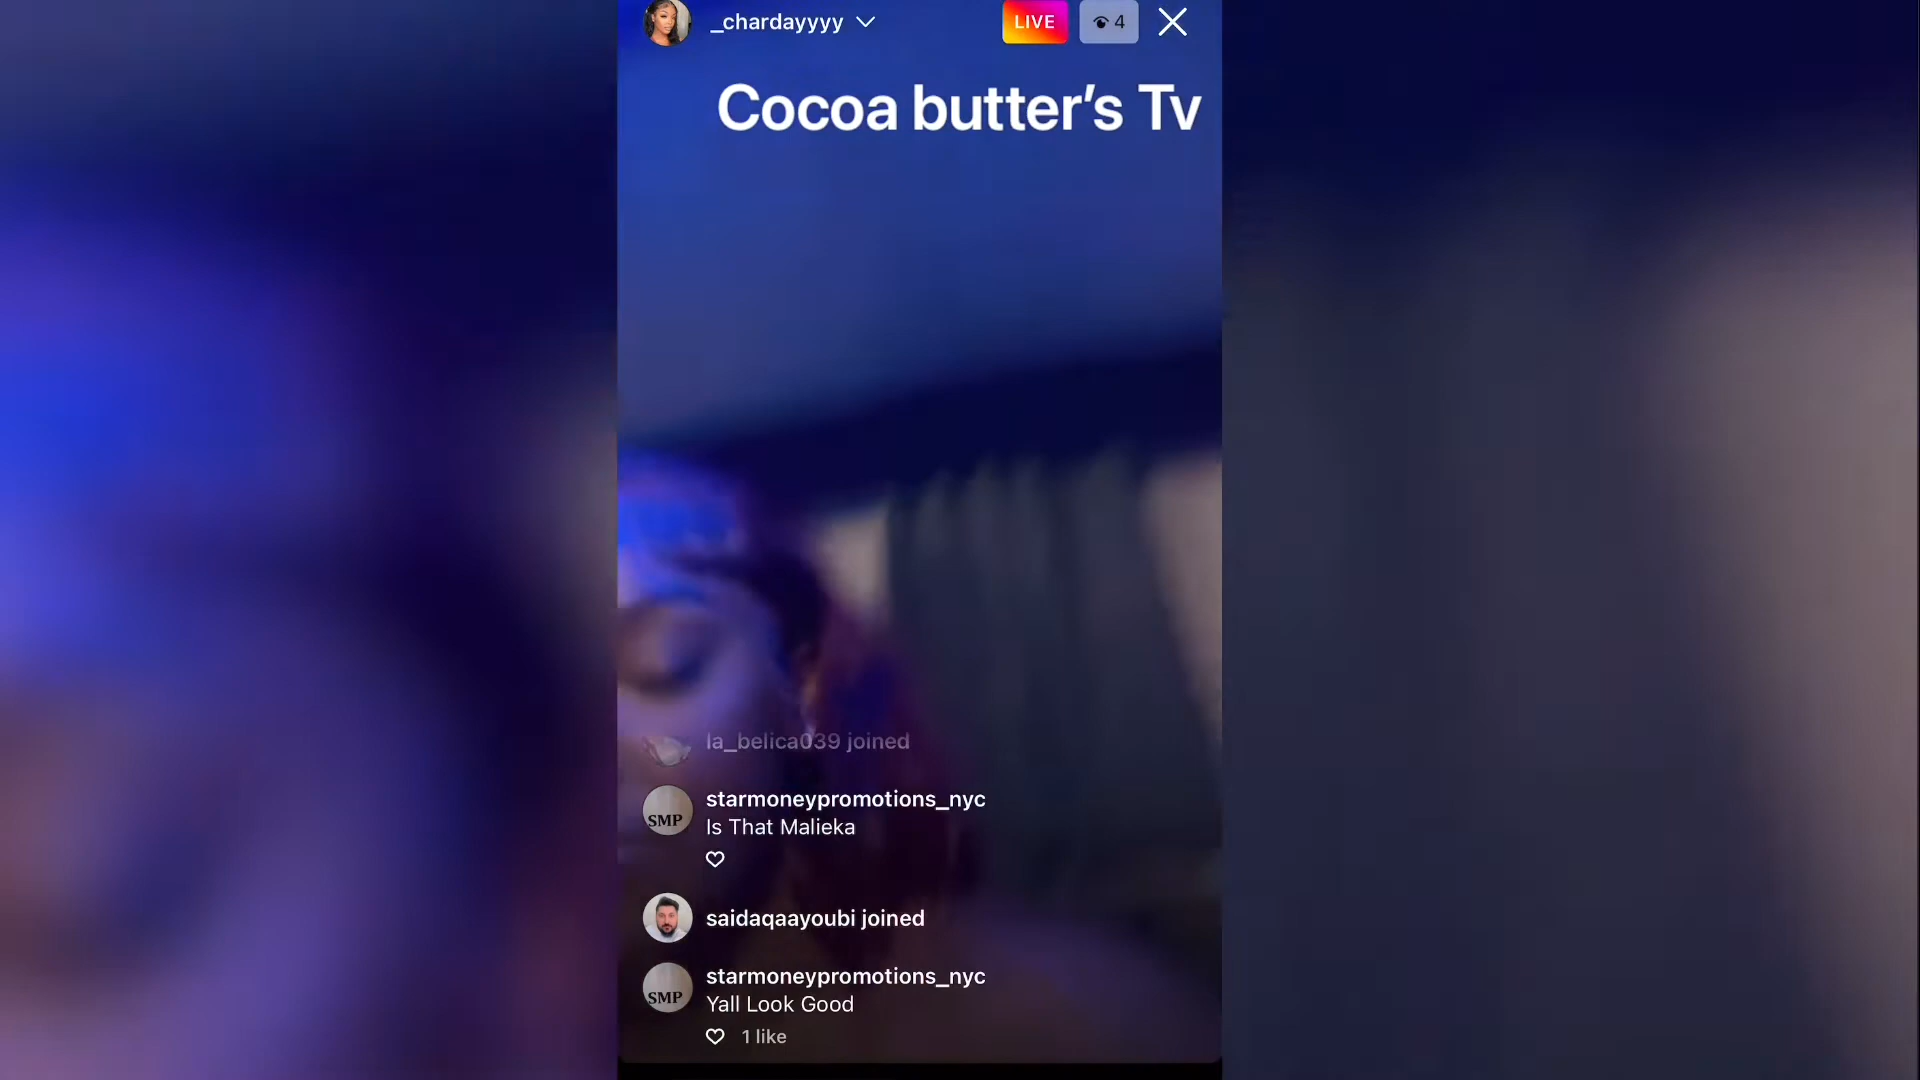 _chardayyyy
LIVE
4
Cocoa butter’s Tv
la_belica039 joined
starmoneypromotions_nyc
SMP
Is That Malieka
saidaqaayoubi joined
starmoneypromotions_nyc
SMP
Yall Look Good
1 like